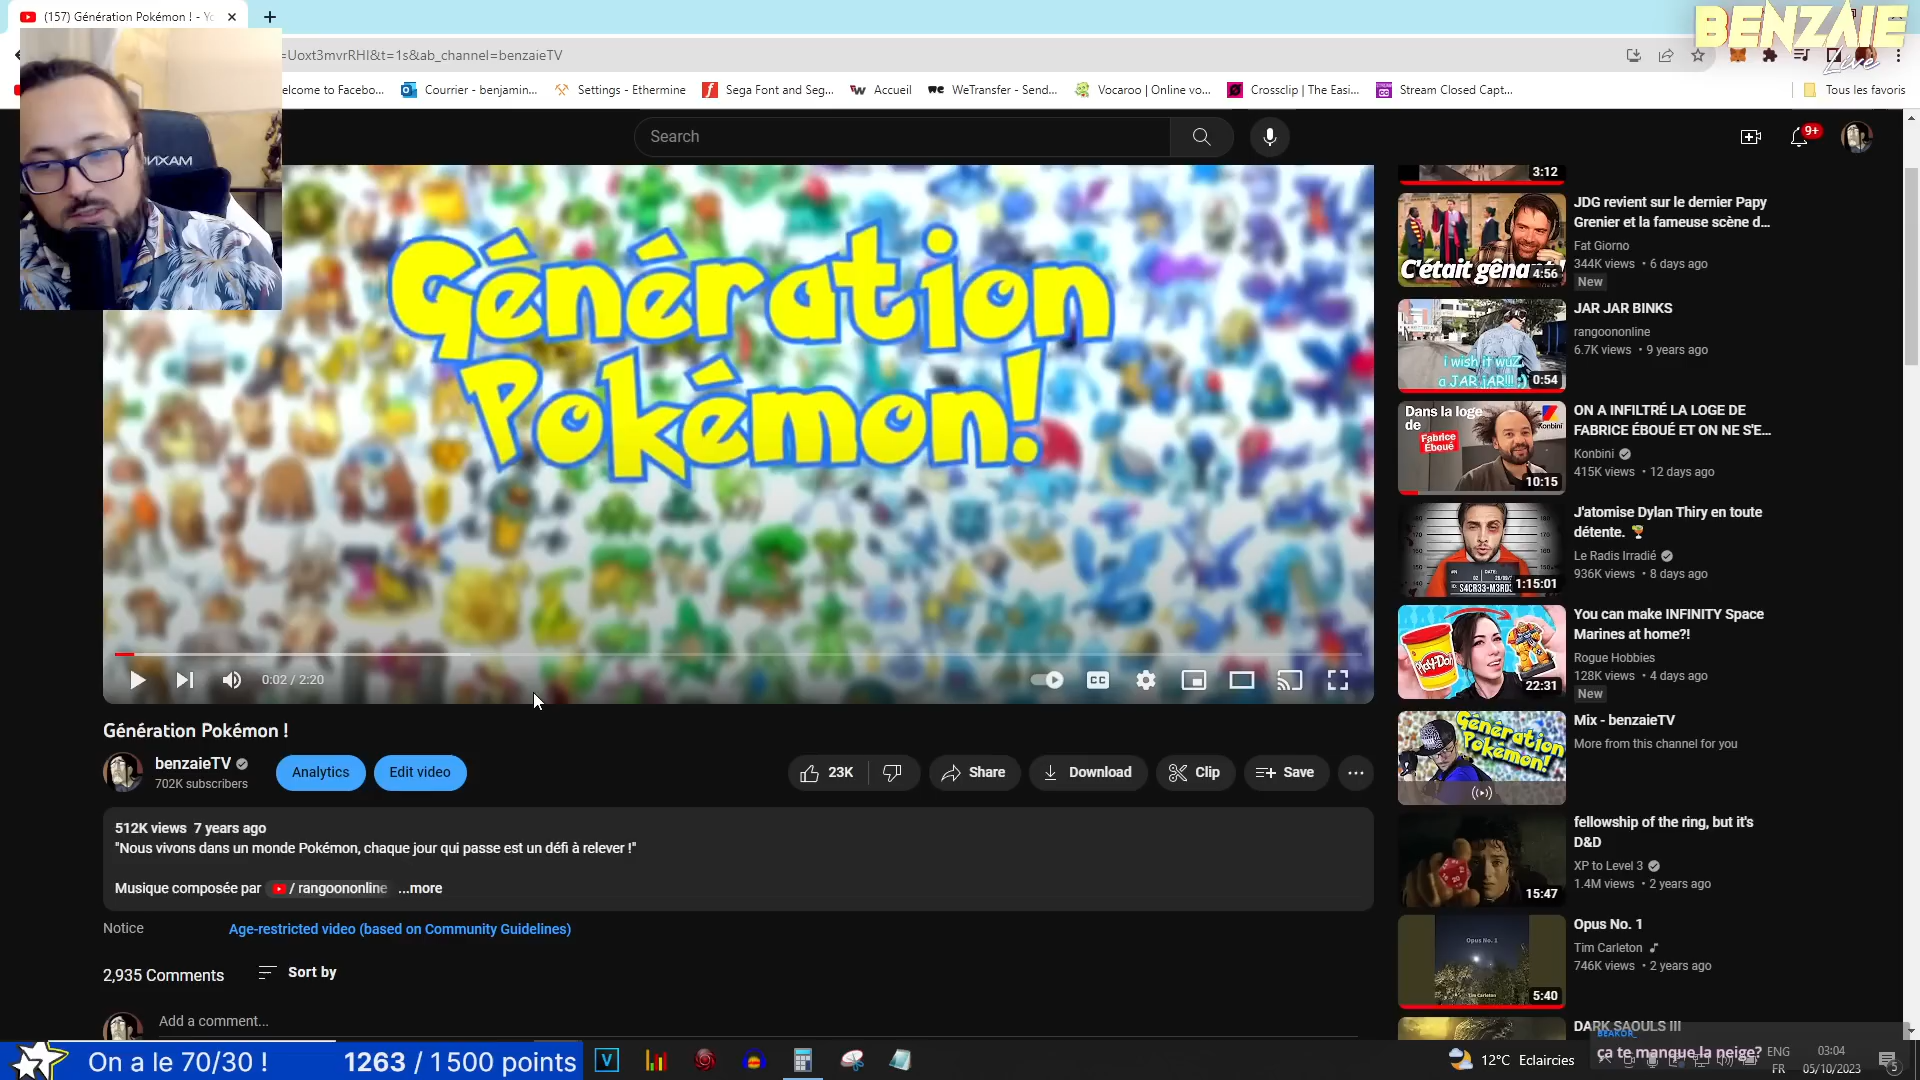 (157) Génération Pokémon ! - Yo
BENZAIE
Live
=Uoxt3mvrRHI&t=1s&ab_channel=benzaieTV
elcome to Facebo...
Courrier - benjamin...
Settings - Ethermine
Sega Font and Seg...
Accueil
WeTransfer - Send...
Vocaroo | Online vo...
Crossclip | The Easi...
Stream Closed Capt...
Tous les favoris
Search
9+
Génération
Pokémon!
0:02 / 2:20
CC
Génération Pokémon !
benzaieTV
702K subscribers
Analytics
Edit video
23K
Share
Download
Clip
Save
512K views 7 years ago
"Nous vivons dans un monde Pokémon, chaque jour qui passe est un défi à relever !"
Musique composée par / rangoononline ...more
Notice
Age-restricted video (based on Community Guidelines)
2,935 Comments
Sort by
Add a comment...
3:12
JDG revient sur le dernier Papy
Grenier et la fameuse scène d...
Fat Giorno
344K views • 6 days ago
New
C'était gêna
4:56
JAR JAR BINKS
rangoononline
6.7K views • 9 years ago
i wish it wuz
a JAR jAR!!!
0:54
ON A INFILTRÉ LA LOGE DE
FABRICE ÉBOUÉ ET ON NE S'E...
Konbini
415K views • 12 days ago
Dans la loge
de
Fabrice
Éboué
Konbini
10:15
J'atomise Dylan Thiry en toute
détente.
Le Radis Irradié
936K views • 8 days ago
1:15:01
You can make INFINITY Space
Marines at home?!
Rogue Hobbies
128K views • 4 days ago
New
PLAY-DOH
22:31
Mix - benzaieTV
More from this channel for you
Génération
Pokémon!
fellowship of the ring, but it's
D&D
XP to Level 3
1.4M views • 2 years ago
15:47
Opus No. 1
Tim Carleton
746K views • 2 years ago
Opus No. 1
Tim Carleton
5:40
DARK SAOULS III
BEAKOR_
ça te manque la neige?
On a le 70/30 !
1263 / 1500 points
12°C Eclaircies
ENG
FR
03:04
05/10/2023
5